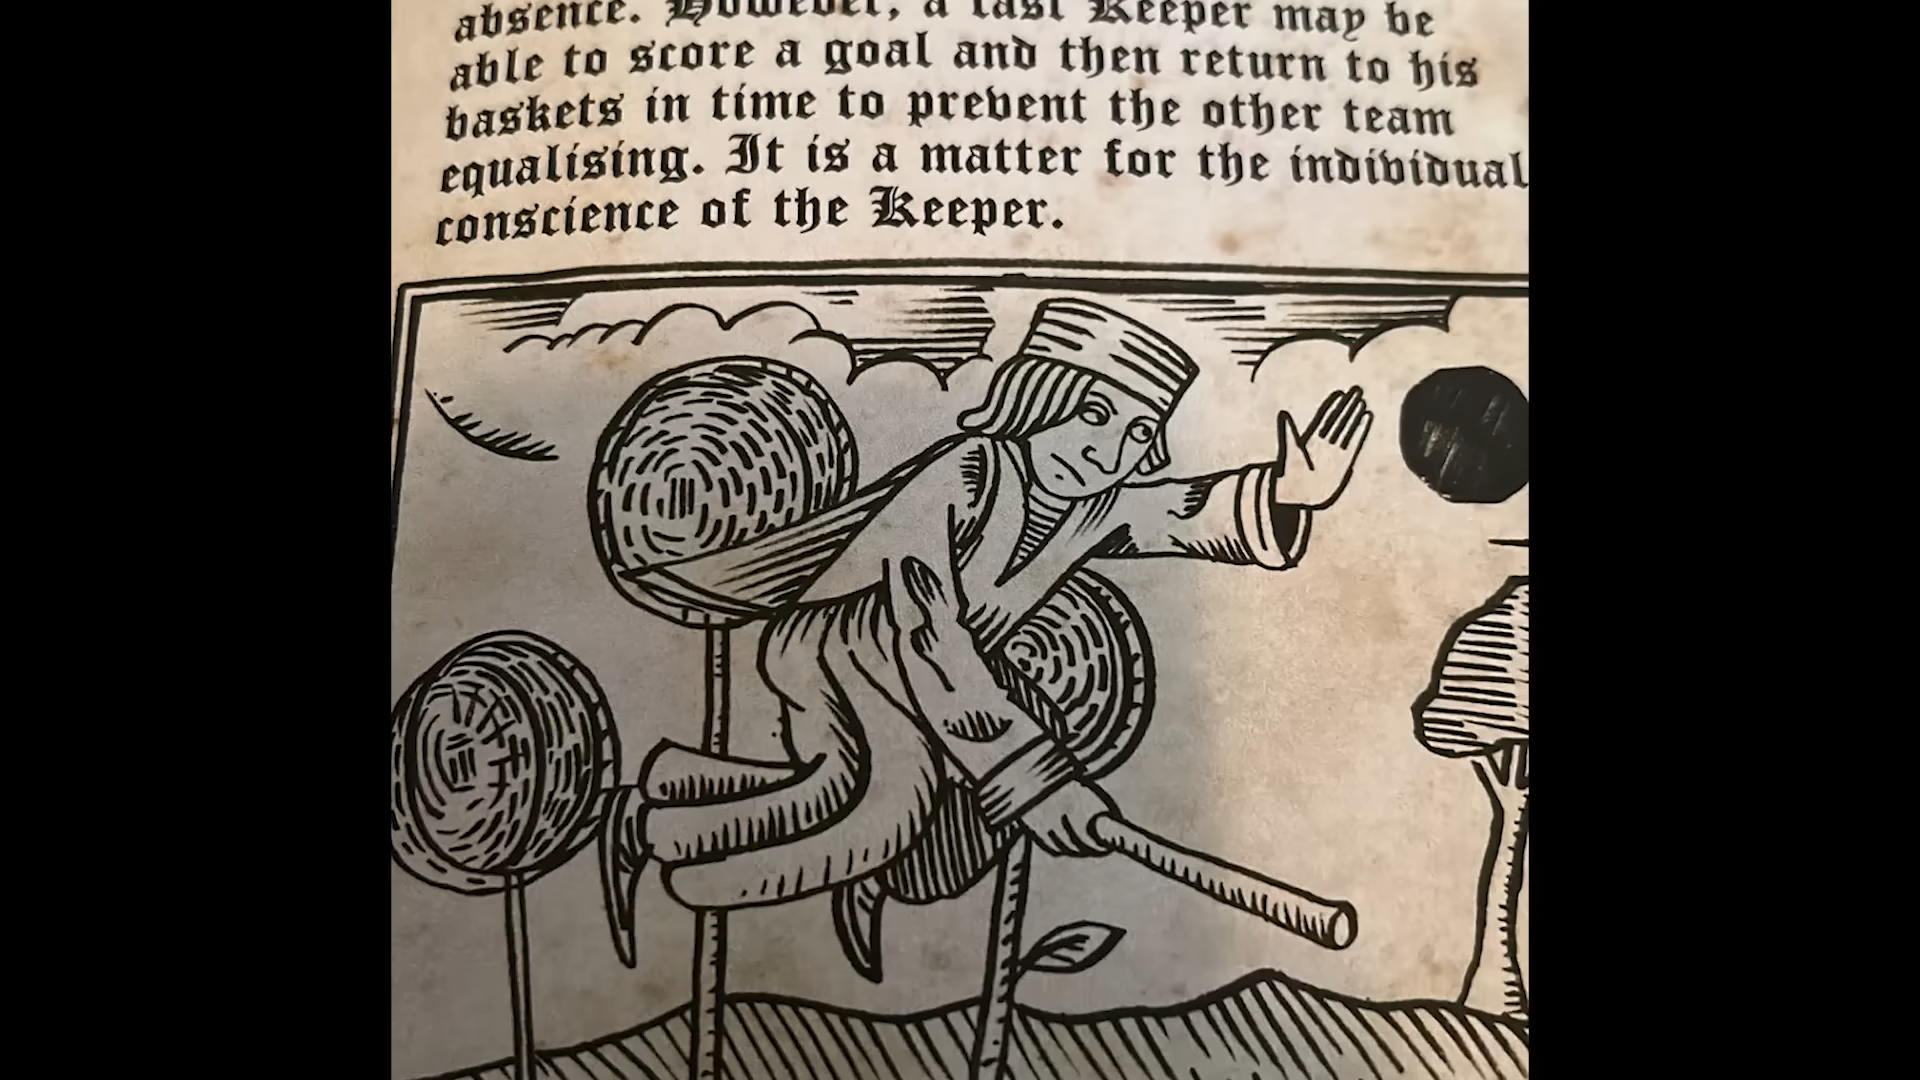 absence. However, a fast Keeper may be
able to score a goal and then return to his
baskets in time to prevent the other team
equalising. It is a matter for the individual
conscience of the Keeper.